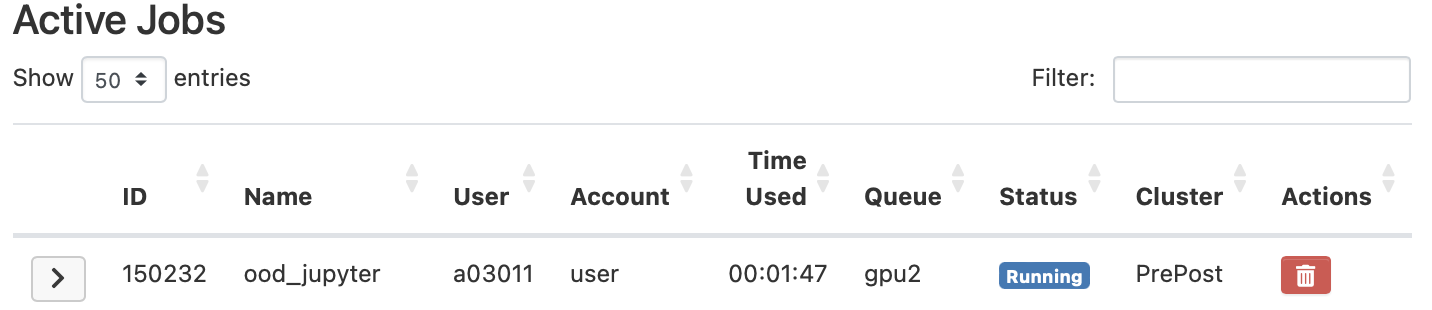 Active Jobs
Show 50 entries Filter:
ID Name User Account Time Used Queue Status Cluster Actions
150232 ood_jupyter a03011 user 00:01:47 gpu2 Running PrePost